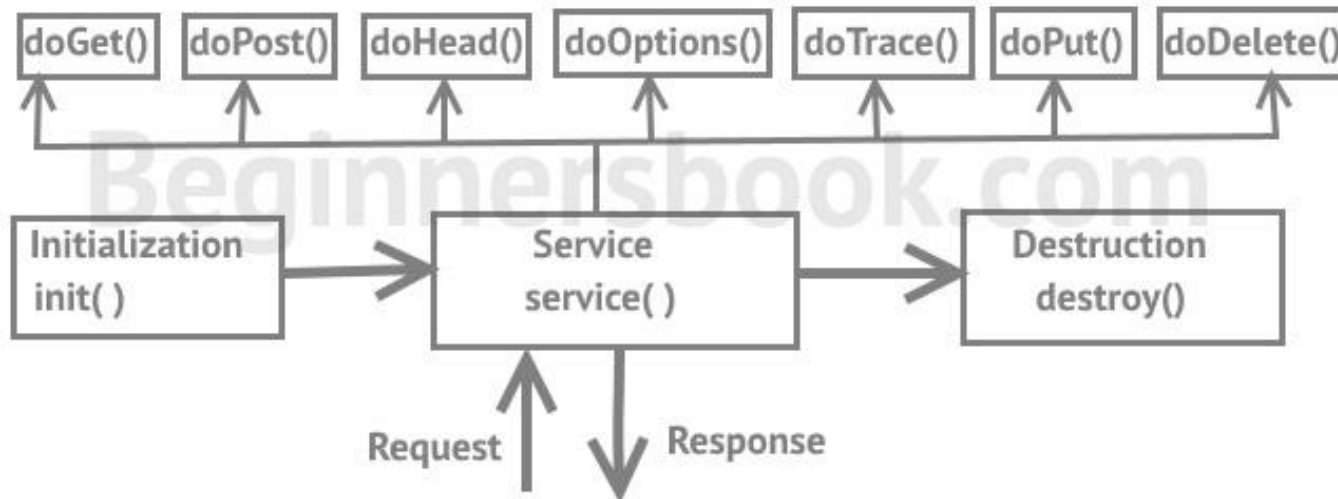 doGet() doPost() doHead() doOptions() doTrace() doPut() doDelete()
Beginnersbook.com
Initialization
init( )
Service
service( )
Destruction
destroy()
Request
Response